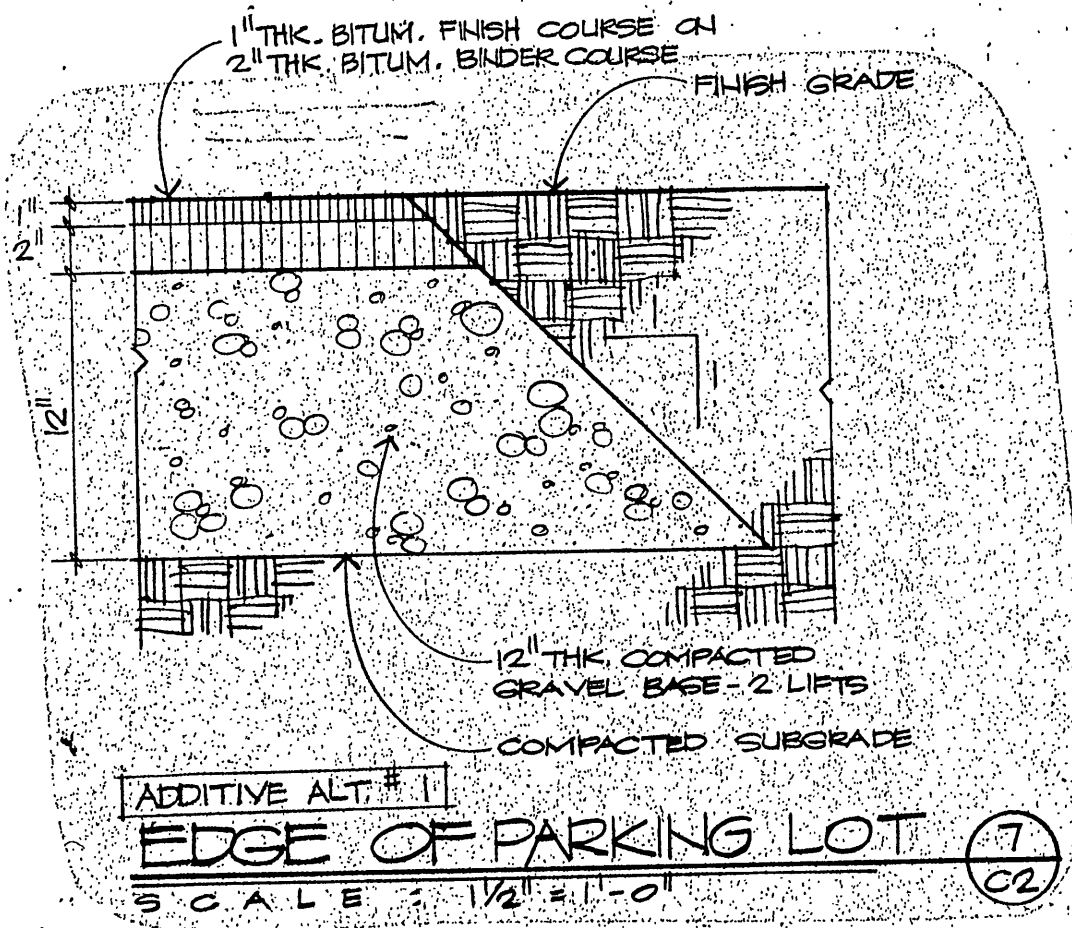 1" THK. BITUM. FINISH COURSE ON
2" THK. BITUM. BINDER COURSE
FINISH GRADE
1"
2"
12"
12" THK. COMPACTED
GRAVEL BASE - 2 LIFTS
COMPACTED SUBGRADE
ADDITIVE ALT. # 1
EDGE OF PARKING LOT
7
C2
SCALE : 1 1/2" = 1'-0"